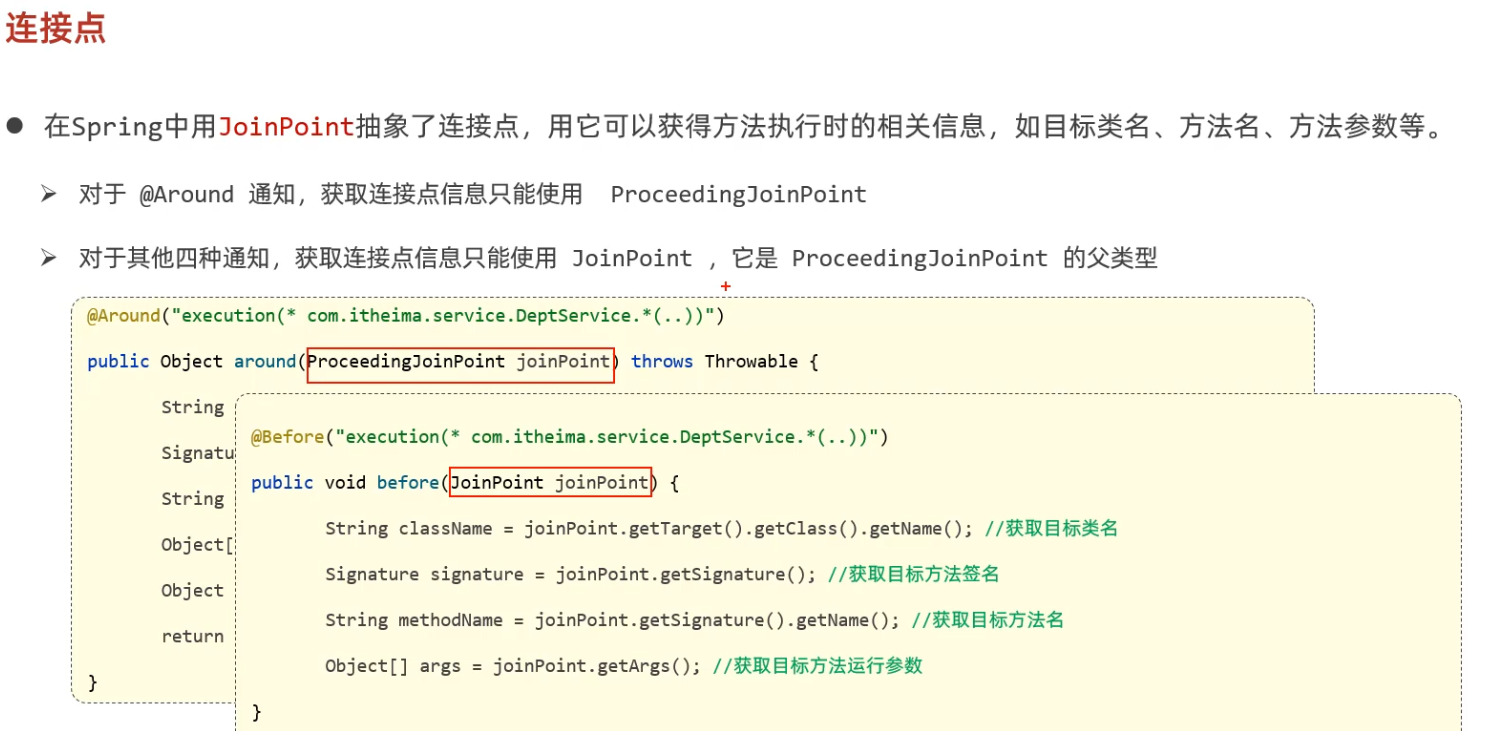 连接点
● 在Spring中用JoinPoint抽象了连接点，用它可以获得方法执行时的相关信息，如目标类名、方法名、方法参数等。
➢ 对于 @Around 通知，获取连接点信息只能使用 ProceedingJoinPoint
➢ 对于其他四种通知，获取连接点信息只能使用 JoinPoint ，它是 ProceedingJoinPoint 的父类型
@Around("execution(* com.itheima.service.DeptService.*(..))")
public Object around(ProceedingJoinPoint joinPoint) throws Throwable {
String
Signatu
String
Object[
Object
return
}
@Before("execution(* com.itheima.service.DeptService.*(..))")
public void before(JoinPoint joinPoint) {
String className = joinPoint.getTarget().getClass().getName(); //获取目标类名
Signature signature = joinPoint.getSignature(); //获取目标方法签名
String methodName = joinPoint.getSignature().getName(); //获取目标方法名
Object[] args = joinPoint.getArgs(); //获取目标方法运行参数
}